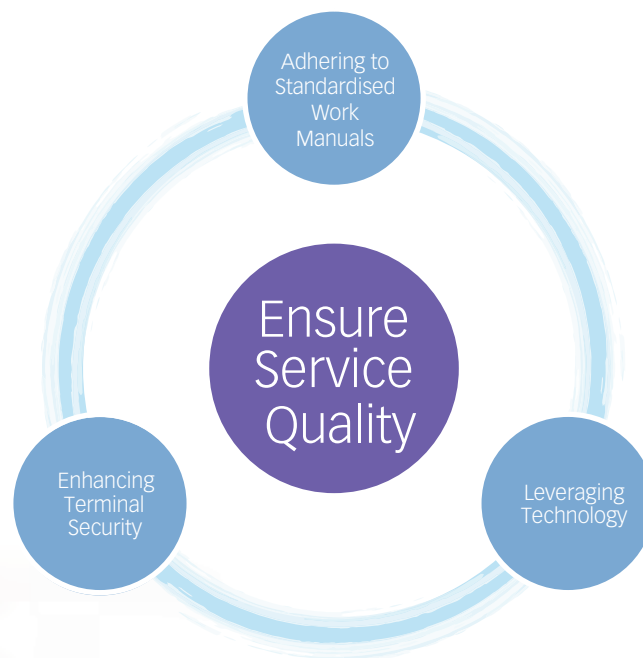 Adhering to
Standardised
Work
Manuals
Ensure
Service
Quality
Enhancing
Terminal
Security
Leveraging
Technology